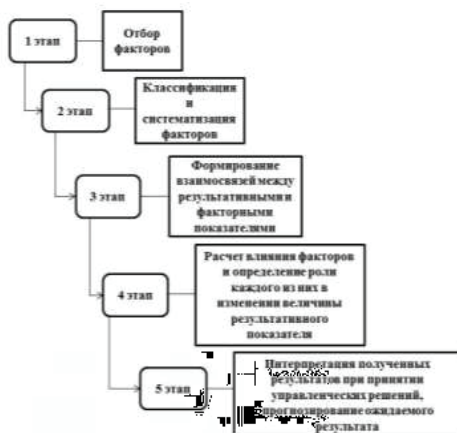 1 этап
Отбор
факторов
2 этап
Классификация
и
систематизация
факторов
3 этап
Формирование
взаимосвязей между
результативными и
факторными
показателями
4 этап
Расчет влияния факторов
и определение роли
каждого из них в
изменении величины
результативного
показателя
5 этап
Интерпретация полученных
результатов при принятии
управленческих решений,
прогнозирование ожидаемого
результата